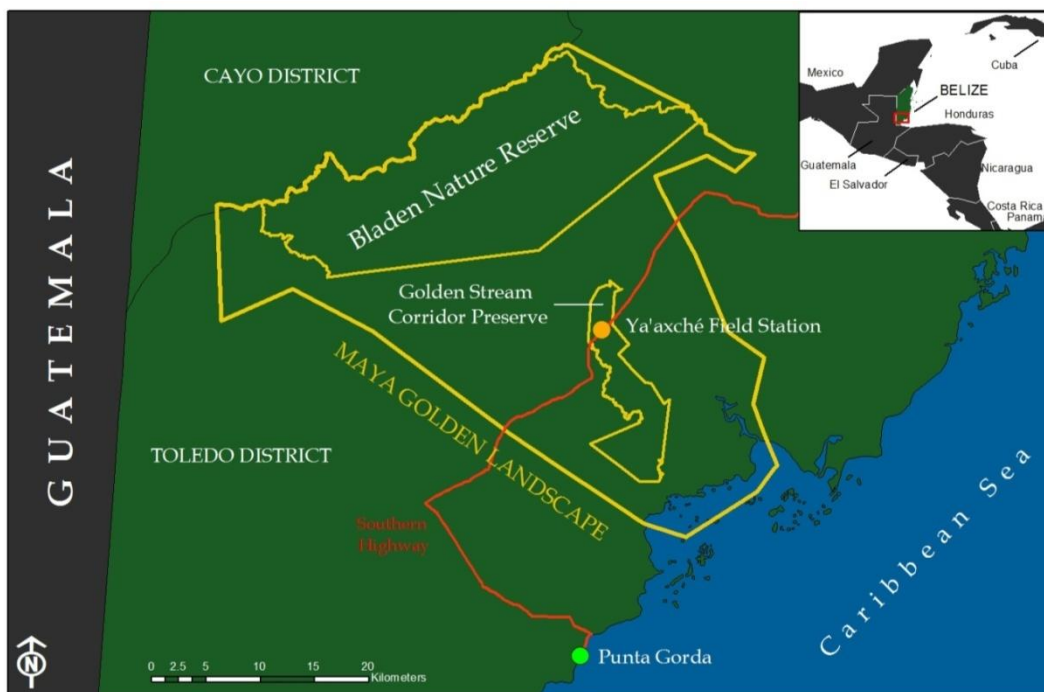 CAYO DISTRICT
Bladen Nature Reserve
GUATEMALA
Golden Stream
Corridor Preserve
Ya'axché Field Station
MAYA GOLDEN LANDSCAPE
TOLEDO DISTRICT
Southern
Highway
Caribbean Sea
Punta Gorda
N
0 2.5 5 10 15 20
Kilometers
Mexico
Cuba
BELIZE
Honduras
Guatemala
El Salvador
Nicaragua
Costa Rica
Panama